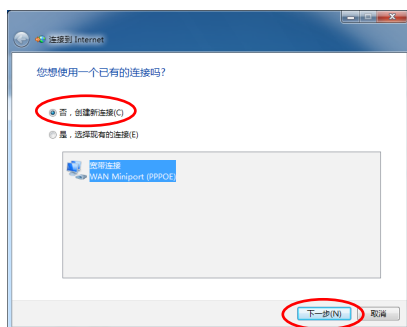 连接到 Internet
您想使用一个已有的连接吗?
否，创建新连接(C)
是，选择现有的连接(E)
宽带连接
WAN Miniport (PPPOE)
下一步(N)
取消